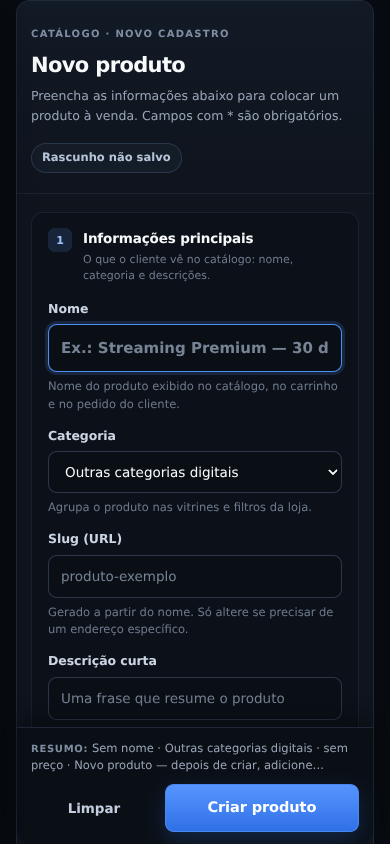 CATÁLOGO · NOVO CADASTRO
Novo produto
Preencha as informações abaixo para colocar um
produto à venda. Campos com * são obrigatórios.
Rascunho não salvo
1
Informações principais
O que o cliente vê no catálogo: nome,
categoria e descrições.
Nome
Ex.: Streaming Premium — 30 d
Nome do produto exibido no catálogo, no carrinho
e no pedido do cliente.
Categoria
Outras categorias digitais
Agrupa o produto nas vitrines e filtros da loja.
Slug (URL)
produto-exemplo
Gerado a partir do nome. Só altere se precisar de
um endereço específico.
Descrição curta
Uma frase que resume o produto
RESUMO: Sem nome · Outras categorias digitais · sem
preço · Novo produto — depois de criar, adicione…
Limpar
Criar produto